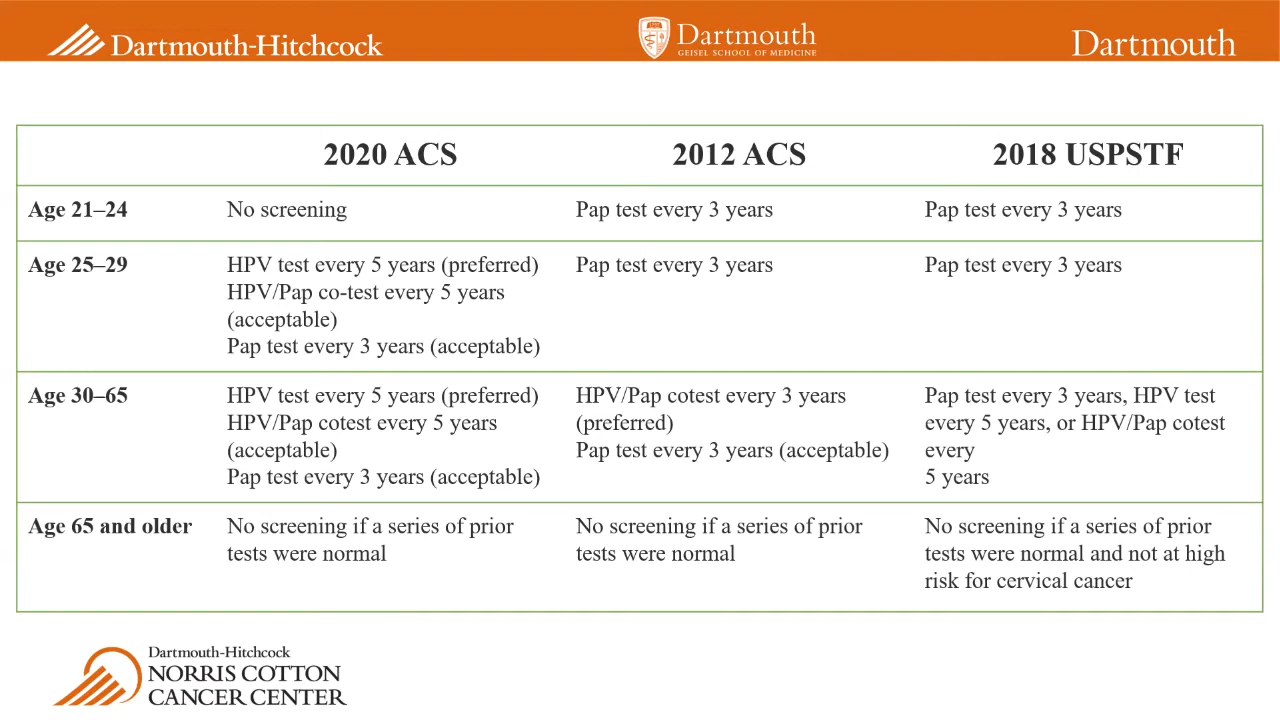 Dartmouth-Hitchcock
Dartmouth
GEISEL SCHOOL OF MEDICINE
Dartmouth
2020 ACS
2012 ACS
2018 USPSTF
Age 21–24
No screening
Pap test every 3 years
Pap test every 3 years
Age 25–29
HPV test every 5 years (preferred)
HPV/Pap co-test every 5 years
(acceptable)
Pap test every 3 years (acceptable)
Pap test every 3 years
Pap test every 3 years
Age 30–65
HPV test every 5 years (preferred)
HPV/Pap cotest every 5 years
(acceptable)
Pap test every 3 years (acceptable)
HPV/Pap cotest every 3 years
(preferred)
Pap test every 3 years (acceptable)
Pap test every 3 years, HPV test
every 5 years, or HPV/Pap cotest
every
5 years
Age 65 and older
No screening if a series of prior
tests were normal
No screening if a series of prior
tests were normal
No screening if a series of prior
tests were normal and not at high
risk for cervical cancer
Dartmouth-Hitchcock
NORRIS COTTON
CANCER CENTER